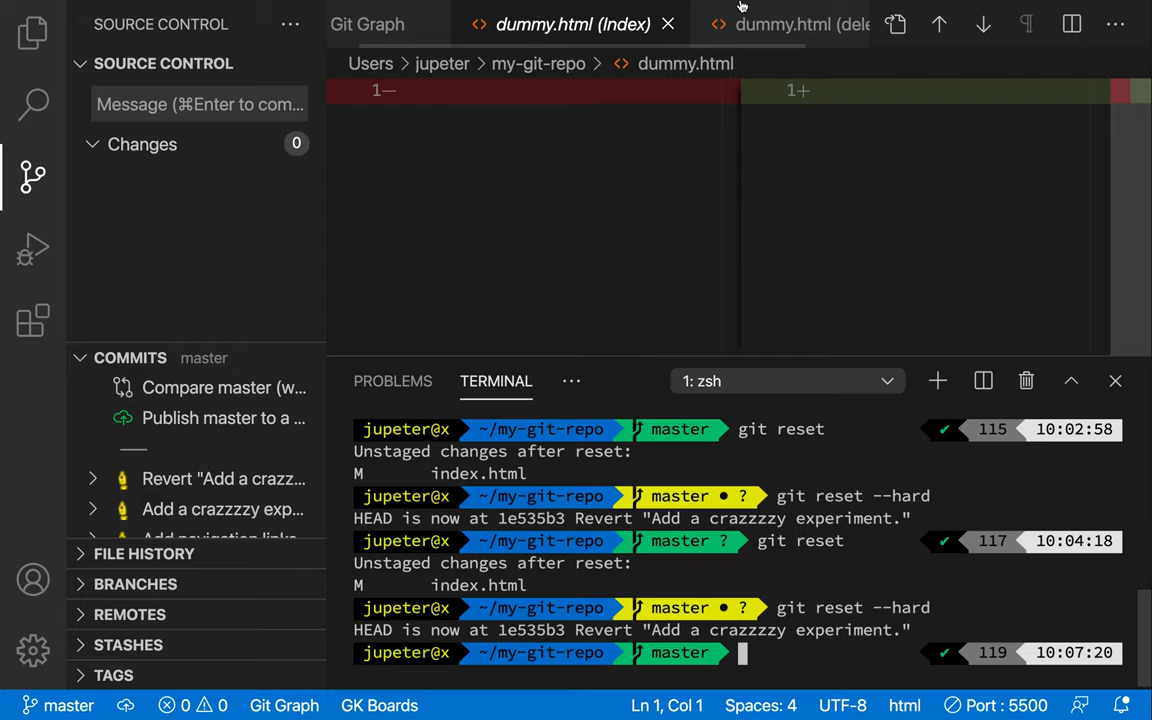 SOURCE CONTROL
Git Graph
dummy.html (Index)
dummy.html (dele
SOURCE CONTROL
Users
jupeter
my-git-repo
dummy.html
Message (⌘Enter to com...
1—
1+
Changes
0
COMMITS master
Compare master (w...
Publish master to a ...
Revert "Add a crazz...
Add a crazzzzy exp...
FILE HISTORY
BRANCHES
REMOTES
STASHES
TAGS
PROBLEMS
TERMINAL
1: zsh
jupeter@x ~/my-git-repo master git reset ✔ 115 10:02:58
Unstaged changes after reset:
M index.html
jupeter@x ~/my-git-repo master ● ? git reset --hard
HEAD is now at 1e535b3 Revert "Add a crazzzzy experiment."
jupeter@x ~/my-git-repo master ? git reset ✔ 117 10:04:18
Unstaged changes after reset:
M index.html
jupeter@x ~/my-git-repo master ● ? git reset --hard
HEAD is now at 1e535b3 Revert "Add a crazzzzy experiment."
jupeter@x ~/my-git-repo master ✔ 119 10:07:20
master
0
0
Git Graph
GK Boards
Ln 1, Col 1
Spaces: 4
UTF-8
html
Port : 5500